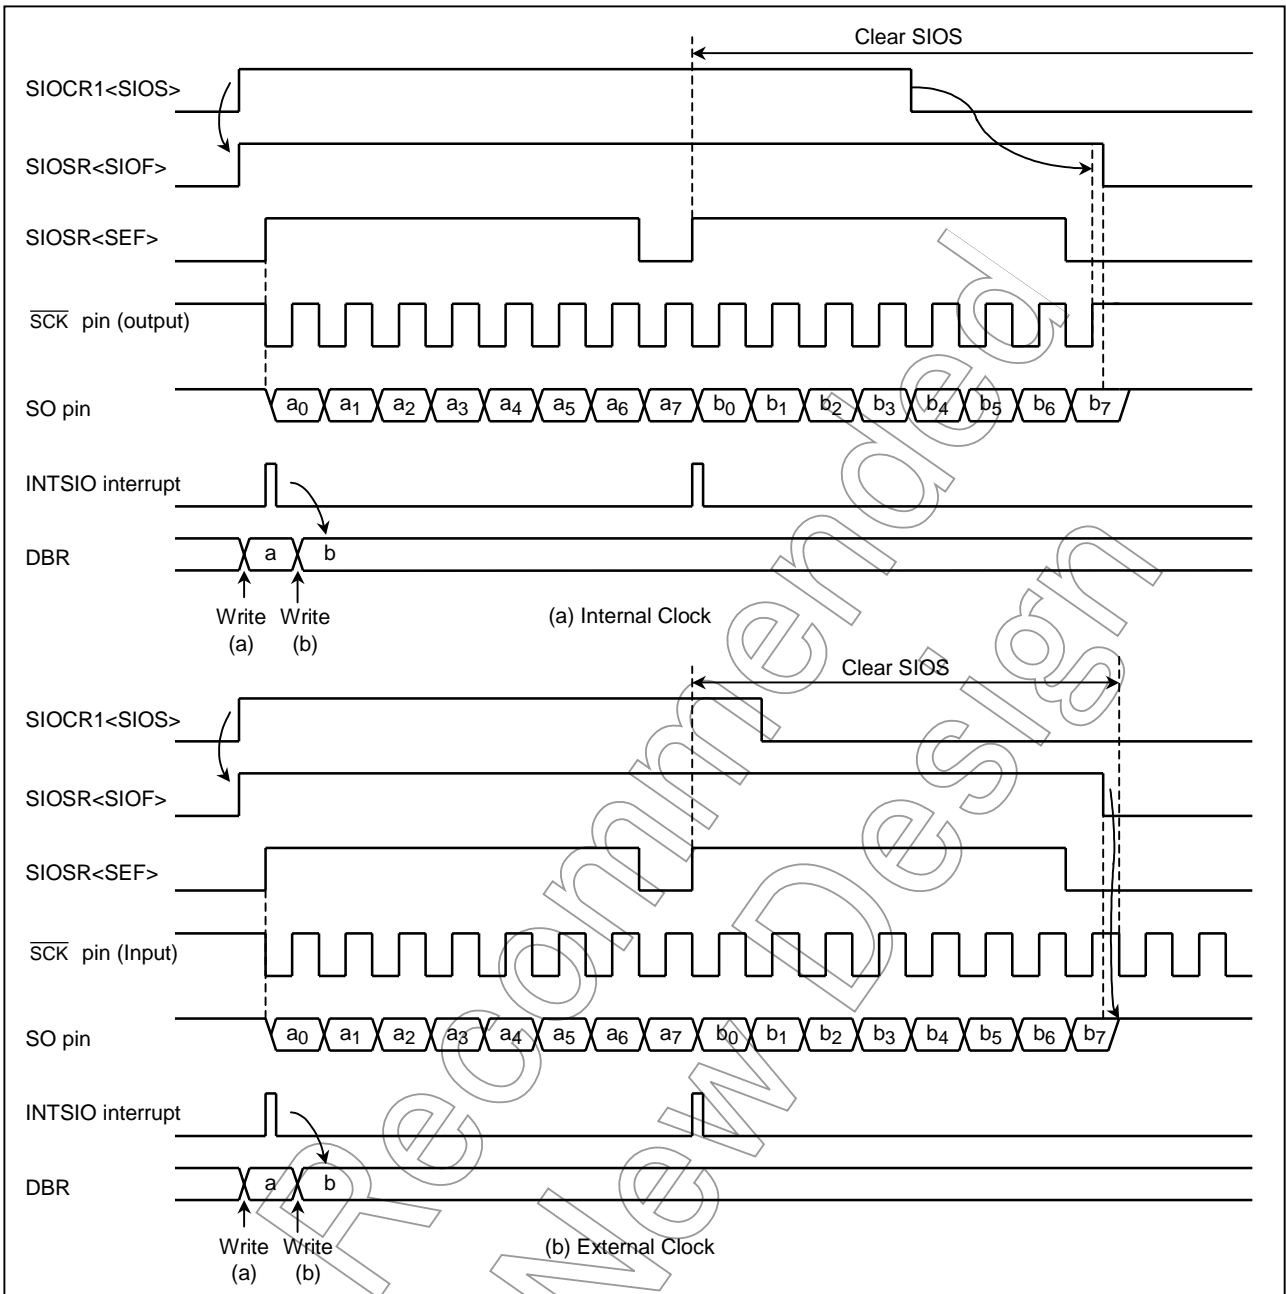 Clear SIOS
SIOCR1<SIOS>
SIOSR<SIOF>
SIOSR<SEF>
SCK pin (output)
SO pin a0 a1 a2 a3 a4 a5 a6 a7 b0 b1 b2 b3 b4 b5 b6 b7
INTSIO interrupt
DBR a b
Write (a) Write (b)
(a) Internal Clock
Clear SIOS
SIOCR1<SIOS>
SIOSR<SIOF>
SIOSR<SEF>
SCK pin (Input)
SO pin a0 a1 a2 a3 a4 a5 a6 a7 b0 b1 b2 b3 b4 b5 b6 b7
INTSIO interrupt
DBR a b
Write (a) Write (b)
(b) External Clock
Recommended
New Design